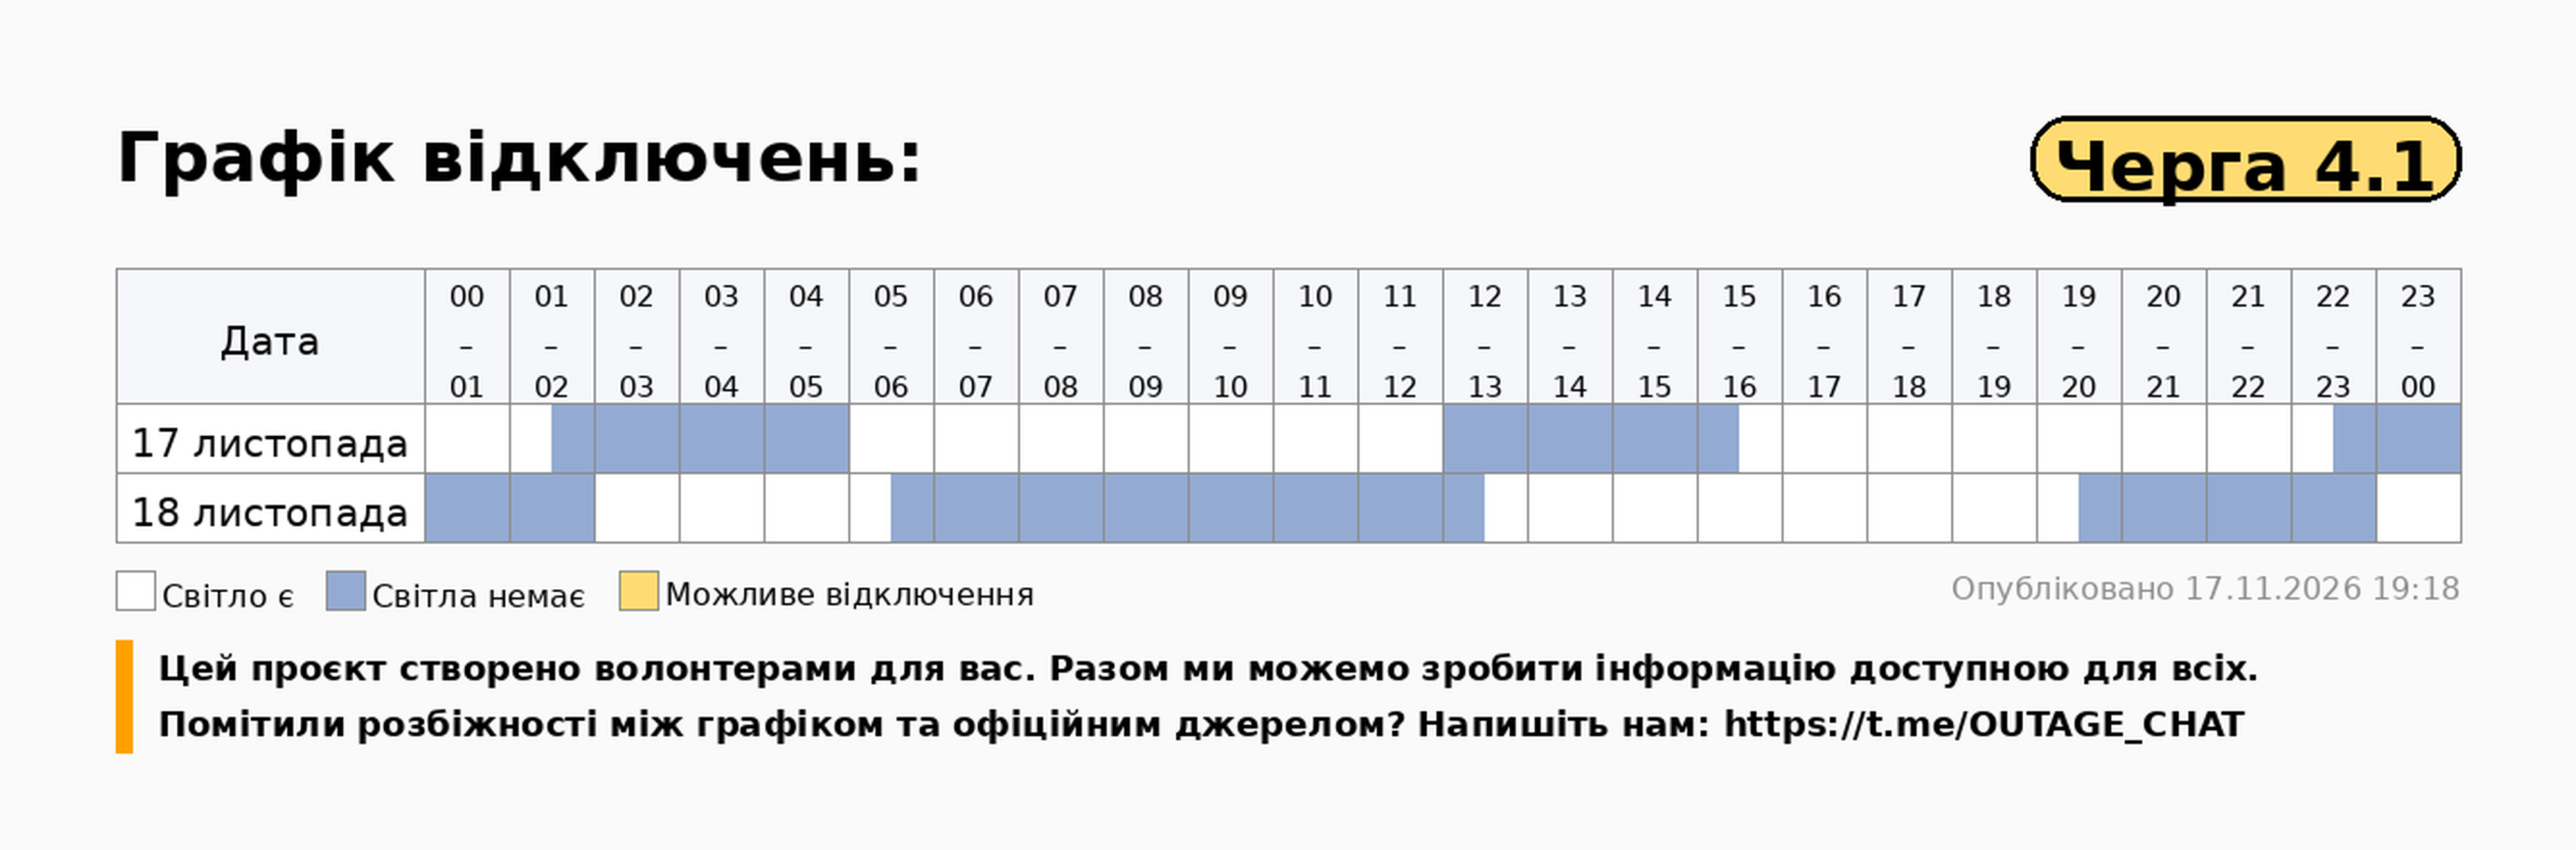 Графік відключень:
Черга 4.1
Дата 00 – 01 01 – 02 02 – 03 03 – 04 04 – 05 05 – 06 06 – 07 07 – 08 08 – 09 09 – 10 10 – 11 11 – 12 12 – 13 13 – 14 14 – 15 15 – 16 16 – 17 17 – 18 18 – 19 19 – 20 20 – 21 21 – 22 22 – 23 23 – 00
17 листопада
18 листопада
Світло є Світла немає Можливе відключення
Опубліковано 17.11.2026 19:18
Цей проєкт створено волонтерами для вас. Разом ми можемо зробити інформацію доступною для всіх.
Помітили розбіжності між графіком та офіційним джерелом? Напишіть нам: https://t.me/OUTAGE_CHAT